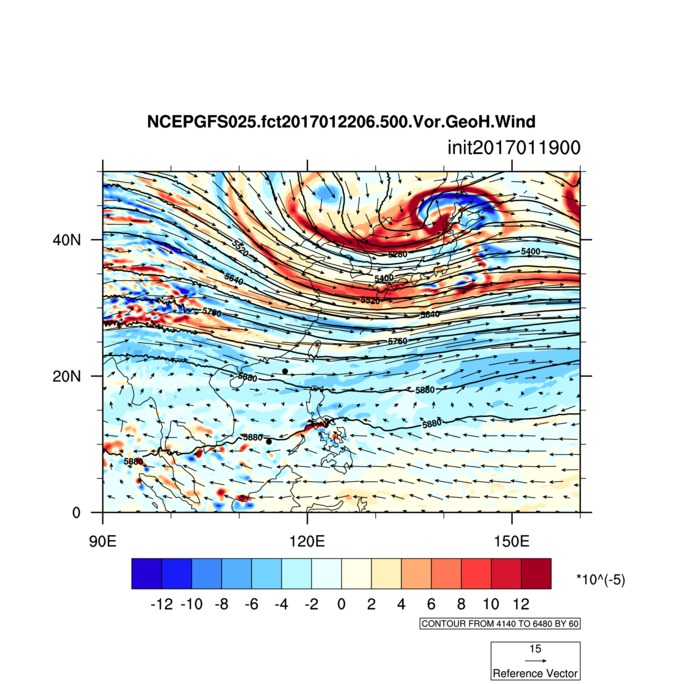 NCEPGFS025.fct2017012206.500.Vor.GeoH.Wind
init2017011900
40N
20N
0
5280
5400
5400
5520
5520
5640
5640
5760
5760
5880
5880
5880
5880
5880
90E 120E 150E
-12 -10 -8 -6 -4 -2 0 2 4 6 8 10 12
*10^(-5)
CONTOUR FROM 4140 TO 6480 BY 60
15
Reference Vector